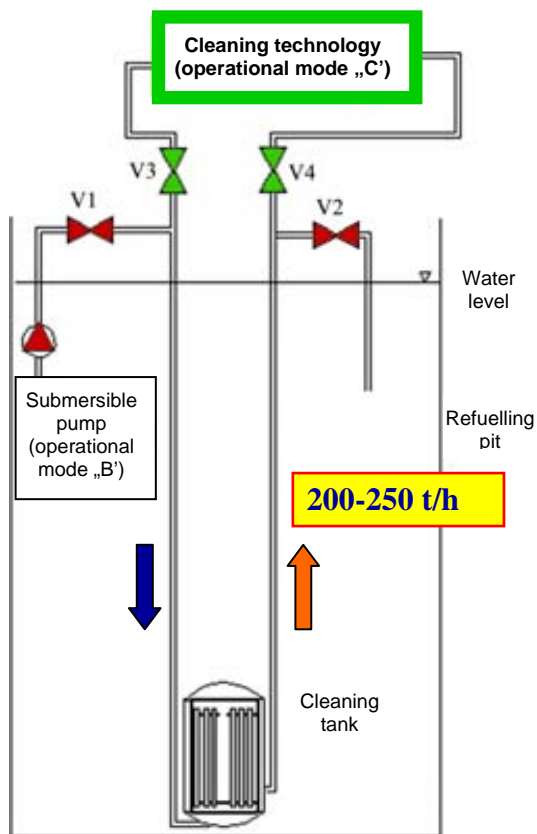 Cleaning technology
(operational mode „C')
V3
V4
V1
V2
Water
level
Submersible
pump
(operational
mode „B')
Refuelling
pit
200-250 t/h
Cleaning
tank